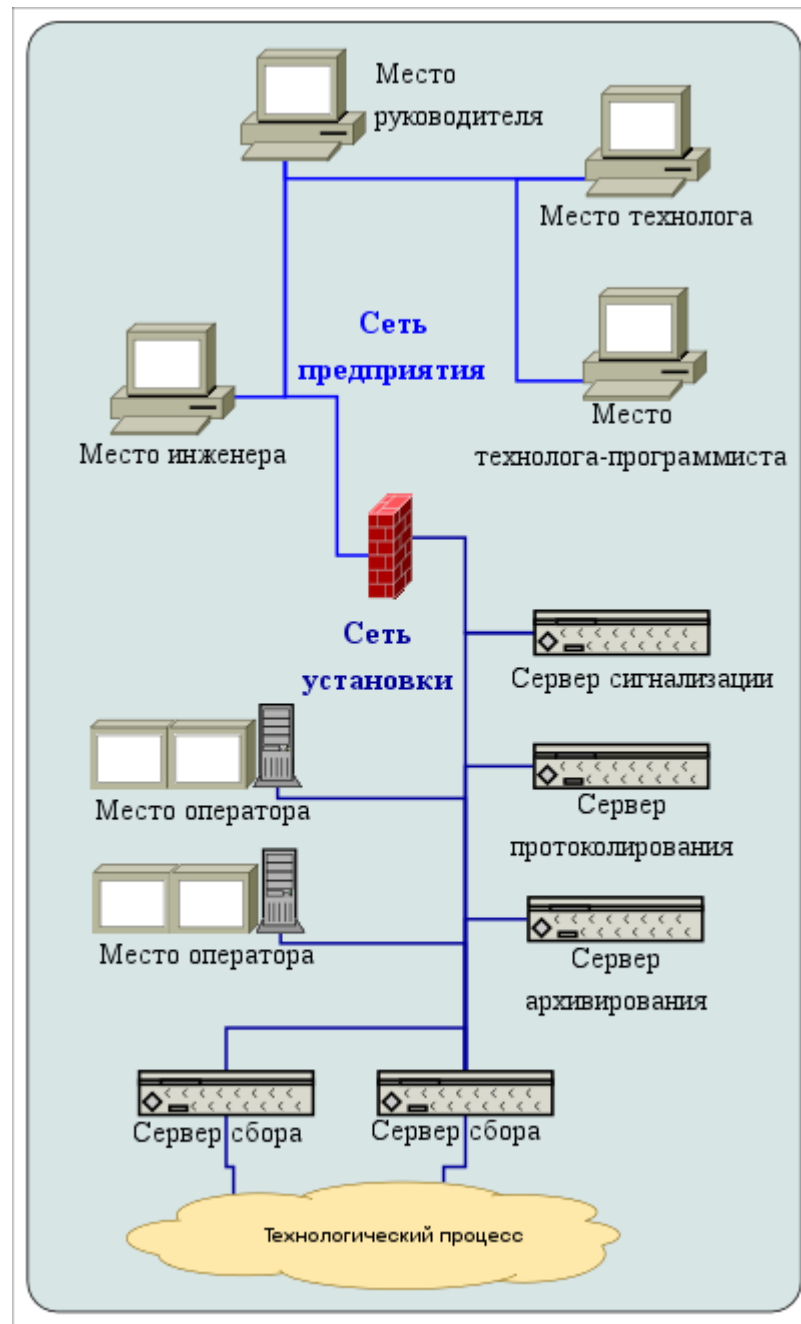 Место
руководителя
Место технолога
Сеть
предприятия
Место инженера
Место
технолога-программиста
Сеть
установки
Сервер сигнализации
Место оператора
Сервер
протоколирования
Место оператора
Сервер
архивирования
Сервер сбора
Сервер сбора
Технологический процесс